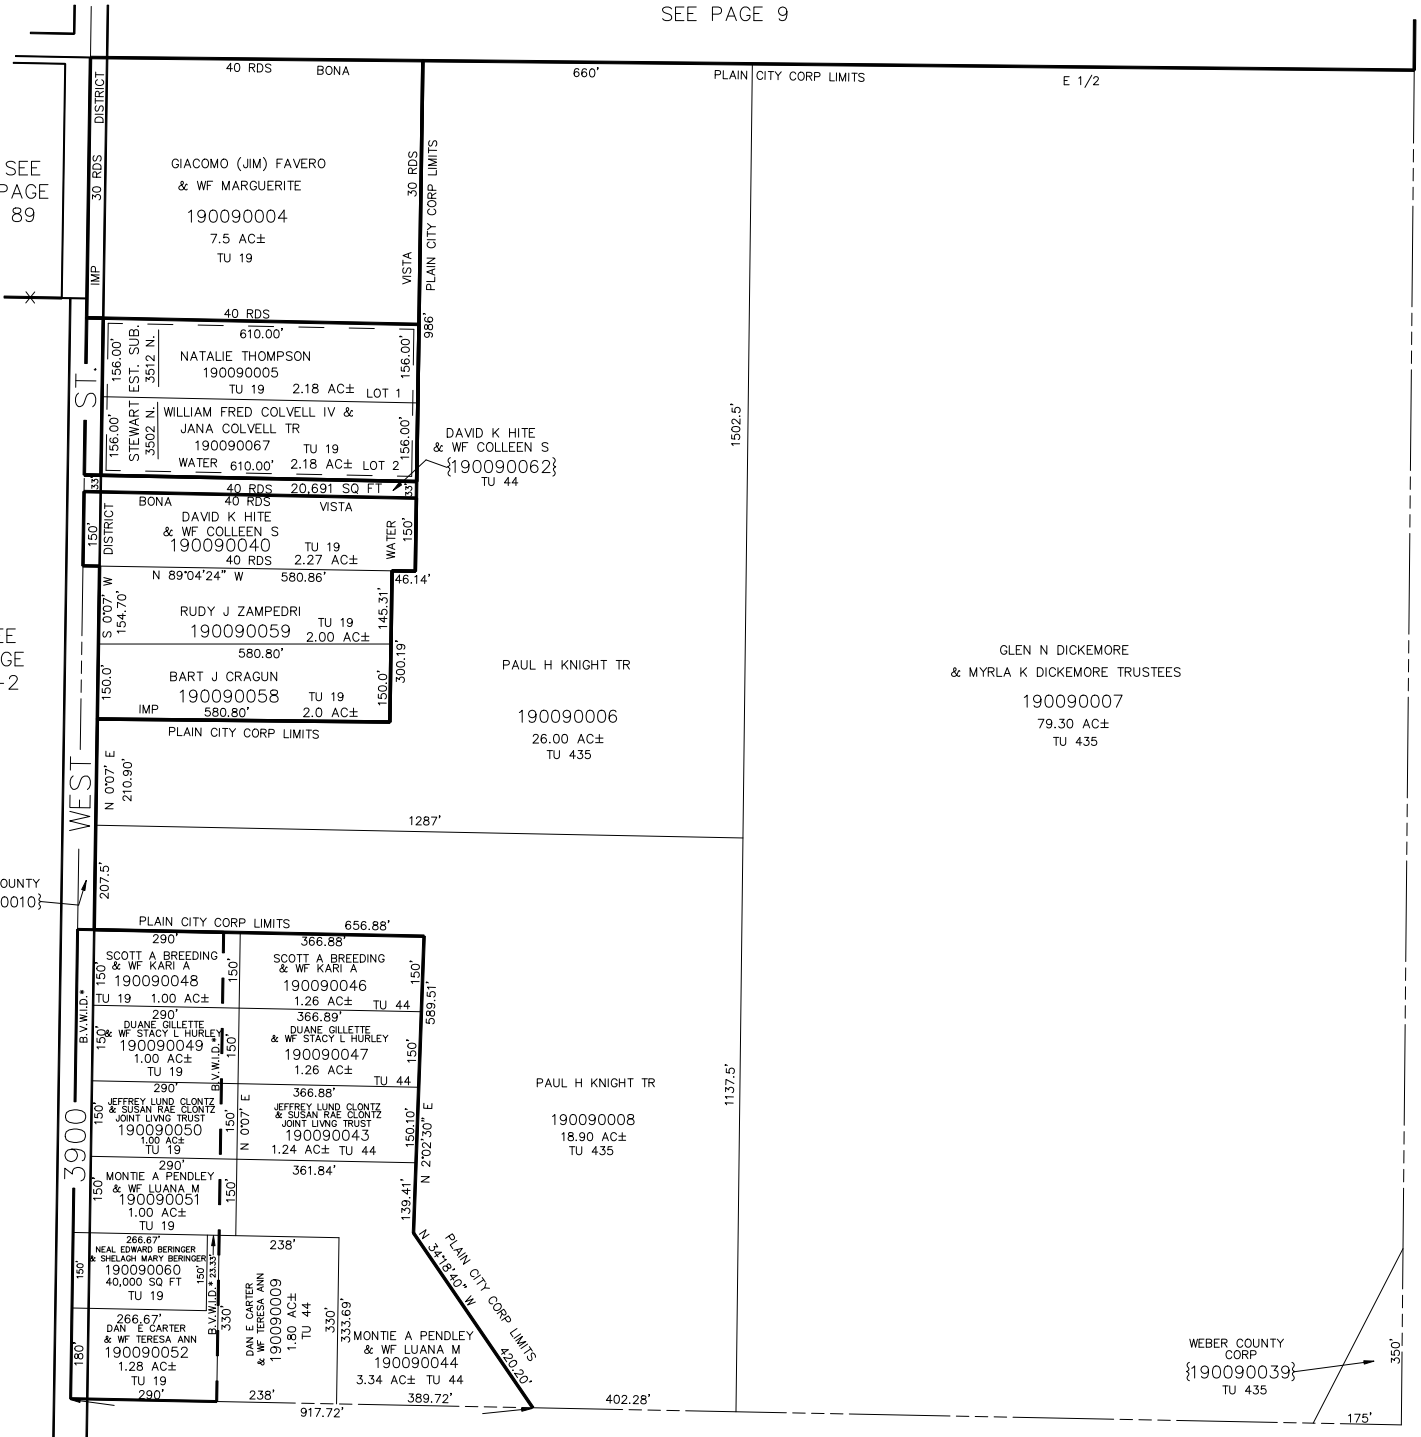 SEE PAGE 9
40 RDS BONA
660'
PLAIN CITY CORP LIMITS
E 1/2
DISTRICT
30 RDS
IMP
SEE
PAGE
89
GIACOMO (JIM) FAVERO
& WF MARGUERITE
190090004
7.5 AC±
TU 19
30 RDS
VISTA
PLAIN CITY CORP LIMITS
986'
40 RDS
610.00'
156.00'
STEWART EST. SUB.
3512 N.
NATALIE THOMPSON
190090005
TU 19 2.18 AC± LOT 1
156.00'
156.00'
3502 N.
WILLIAM FRED COLVELL IV &
JANA COLVELL TR
190090067
TU 19
WATER 610.00' 2.18 AC± LOT 2
156.00'
DAVID K HITE
& WF COLLEEN S
{190090062}
TU 44
1502.5'
33'
40 RDS 20,691 SQ FT
33'
BONA 40 RDS VISTA
150'
DISTRICT
DAVID K HITE
& WF COLLEEN S
190090040 TU 19
40 RDS 2.27 AC±
WATER
150'
N 89°04'24" W 580.86'
46.14'
S 0°07' W
154.70'
RUDY J ZAMPEDRI
190090059
TU 19
2.00 AC±
145.31'
300.19'
580.80'
150.0'
BART J CRAGUN
190090058
TU 19
IMP 580.80' 2.0 AC±
150.0'
PLAIN CITY CORP LIMITS
EE
GE
-2
PAUL H KNIGHT TR
190090006
26.00 AC±
TU 435
GLEN N DICKEMORE
& MYRLA K DICKEMORE TRUSTEES
190090007
79.30 AC±
TU 435
N 0°07' E
210.90'
1287'
3900 WEST ST.
207.5'
OUNTY
0010}
PLAIN CITY CORP LIMITS 656.88'
290'
SCOTT A BREEDING
& WF KARI A
190090048
TU 19 1.00 AC±
150'
150'
366.88'
SCOTT A BREEDING
& WF KARI A
190090046
1.26 AC± TU 44
150'
589.51'
B.V.W.I.D.*
290'
DUANE GILLETTE
& WF STACY L HURLEY
190090049
1.00 AC±
TU 19
150'
150'
B.V.W.I.D.*
366.89'
DUANE GILLETTE
& WF STACY L HURLEY
190090047
1.26 AC±
TU 44
150'
290'
JEFFREY LUND CLONTZ
& SUSAN RAE CLONTZ
JOINT LIVNG TRUST
190090050
1.00 AC±
TU 19
150'
150'
N 0°07' E
366.88'
JEFFREY LUND CLONTZ
& SUSAN RAE CLONTZ
JOINT LIVNG TRUST
190090043
1.24 AC± TU 44
150.10'
N 2°02'30" E
PAUL H KNIGHT TR
190090008
18.90 AC±
TU 435
1137.5'
290'
MONTIE A PENDLEY
& WF LUANA M
190090051
1.00 AC±
TU 19
150'
150'
361.84'
139.41'
266.67'
NEAL EDWARD BERINGER
& SHELAGH MARY BERINGER
190090060
40,000 SQ FT
TU 19
150'
150'
B.V.W.I.D.* 23.33'
238'
DAN E CARTER
& WF TERESA ANN
190090009
1.80 AC±
TU 44
330'
330'
333.69'
N 34°18'40" W
PLAIN CITY CORP LIMITS
420.20'
266.67'
DAN E CARTER
& WF TERESA ANN
190090052
1.28 AC±
TU 19
290'
180'
MONTIE A PENDLEY
& WF LUANA M
190090044
3.34 AC± TU 44
238'
389.72'
917.72'
402.28'
WEBER COUNTY
CORP
{190090039}
TU 435
350'
175'